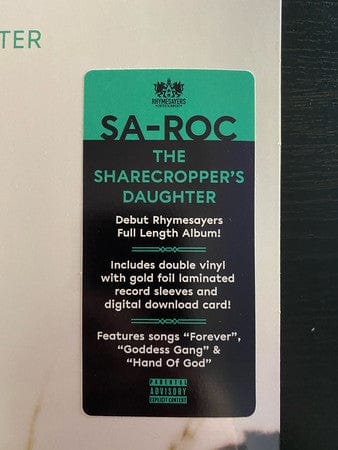 TER
RHYMESAYERS
ENTERTAINMENT
SA-ROC
THE
SHARECROPPER'S
DAUGHTER
Debut Rhymesayers
Full Length Album!
Includes double vinyl
with gold foil laminated
record sleeves and
digital download card!
Features songs “Forever”,
“Goddess Gang” &
“Hand Of God”
PARENTAL
ADVISORY
EXPLICIT CONTENT